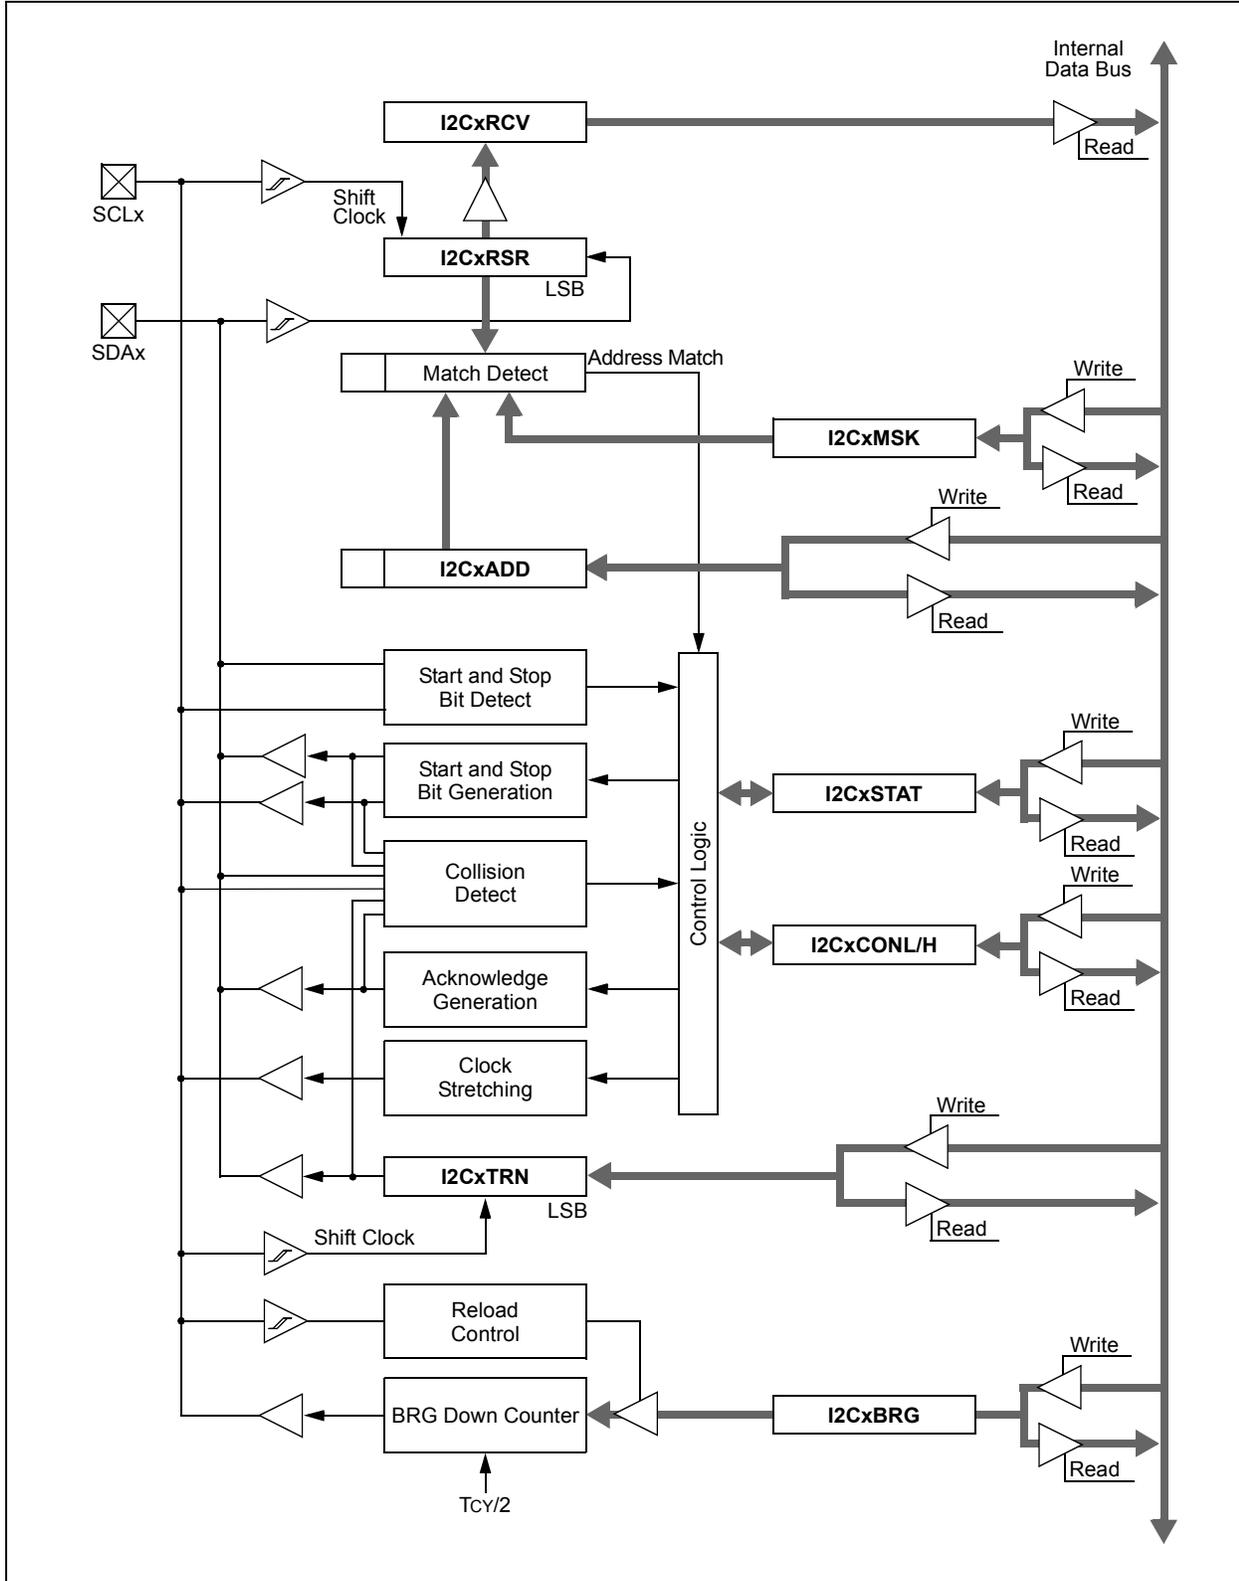 Internal
Data Bus
I2CxRCV
Read
Shift
Clock
SCLx
I2CxRSR
LSB
SDAx
Address Match
Match Detect
Write
I2CxMSK
Read
Write
I2CxADD
Read
Start and Stop
Bit Detect
Write
Start and Stop
Bit Generation
I2CxSTAT
Read
Control Logic
Collision
Detect
Write
I2CxCONL/H
Read
Acknowledge
Generation
Clock
Stretching
Write
I2CxTRN
LSB
Read
Shift Clock
Reload
Control
Write
BRG Down Counter
I2CxBRG
Read
TCY/2